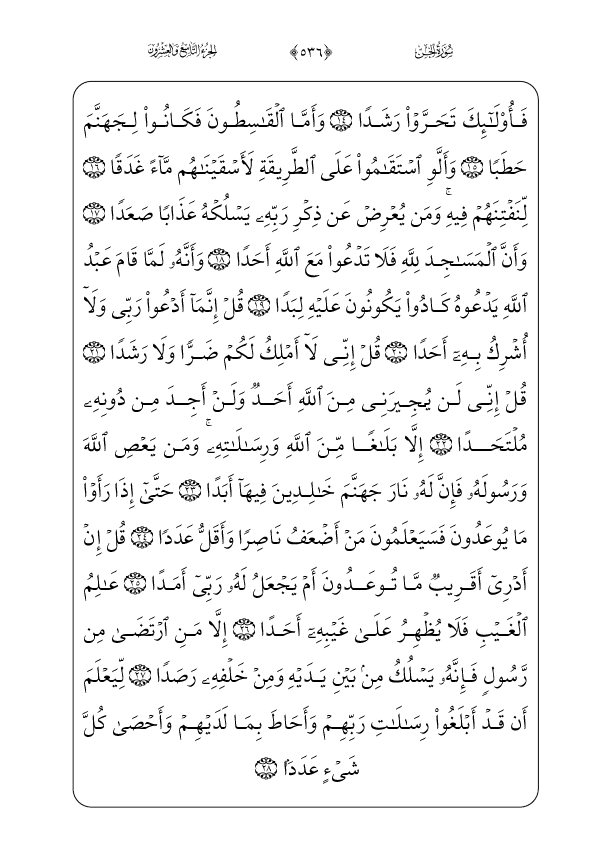 سُورَةُ الجِنّ ﴿٥٣٦﴾ الجزءُ التَّاسِعُ وَالعِشْرُونَ
فَأُوْلَـٰٓئِكَ تَحَرَّوْاْ رَشَدًا ١٤ وَأَمَّا ٱلْقَـٰسِطُونَ فَكَانُواْ لِجَهَنَّمَ
حَطَبًا ١٥ وَأَلَّوِ ٱسْتَقَـٰمُواْ عَلَى ٱلطَّرِيقَةِ لَأَسْقَيْنَـٰهُم مَّآءً غَدَقًا ١٦
لِّنَفْتِنَهُمْ فِيهِ ۚ وَمَن يُعْرِضْ عَن ذِكْرِ رَبِّهِۦ يَسْلُكْهُ عَذَابًا صَعَدًا ١٧
وَأَنَّ ٱلْمَسَـٰجِدَ لِلَّهِ فَلَا تَدْعُواْ مَعَ ٱللَّهِ أَحَدًا ١٨ وَأَنَّهُۥ لَمَّا قَامَ عَبْدُ
ٱللَّهِ يَدْعُوهُ كَادُواْ يَكُونُونَ عَلَيْهِ لِبَدًا ١٩ قُلْ إِنَّمَآ أَدْعُواْ رَبِّى وَلَآ
أُشْرِكُ بِهِۦٓ أَحَدًا ٢٠ قُلْ إِنِّى لَآ أَمْلِكُ لَكُمْ ضَرًّا وَلَا رَشَدًا ٢١
قُلْ إِنِّى لَن يُجِيرَنِى مِنَ ٱللَّهِ أَحَدٌ وَلَنْ أَجِدَ مِن دُونِهِۦ
مُلْتَحَدًا ٢٢ إِلَّا بَلَـٰغًا مِّنَ ٱللَّهِ وَرِسَـٰلَـٰتِهِۦ ۚ وَمَن يَعْصِ ٱللَّهَ
وَرَسُولَهُۥ فَإِنَّ لَهُۥ نَارَ جَهَنَّمَ خَـٰلِدِينَ فِيهَآ أَبَدًا ٢٣ حَتَّىٰٓ إِذَا رَأَوْاْ
مَا يُوعَدُونَ فَسَيَعْلَمُونَ مَنْ أَضْعَفُ نَاصِرًا وَأَقَلُّ عَدَدًا ٢٤ قُلْ إِنْ
أَدْرِىٓ أَقَرِيبٌ مَّا تُوعَدُونَ أَمْ يَجْعَلُ لَهُۥ رَبِّىٓ أَمَدًا ٢٥ عَـٰلِمُ
ٱلْغَيْبِ فَلَا يُظْهِرُ عَلَىٰ غَيْبِهِۦٓ أَحَدًا ٢٦ إِلَّا مَنِ ٱرْتَضَىٰ مِن
رَّسُولٍ فَإِنَّهُۥ يَسْلُكُ مِنۢ بَيْنِ يَدَيْهِ وَمِنْ خَلْفِهِۦ رَصَدًا ٢٧ لِّيَعْلَمَ
أَن قَدْ أَبْلَغُواْ رِسَـٰلَـٰتِ رَبِّهِمْ وَأَحَاطَ بِمَا لَدَيْهِمْ وَأَحْصَىٰ كُلَّ
شَىْءٍ عَدَدًۢا ٢٨